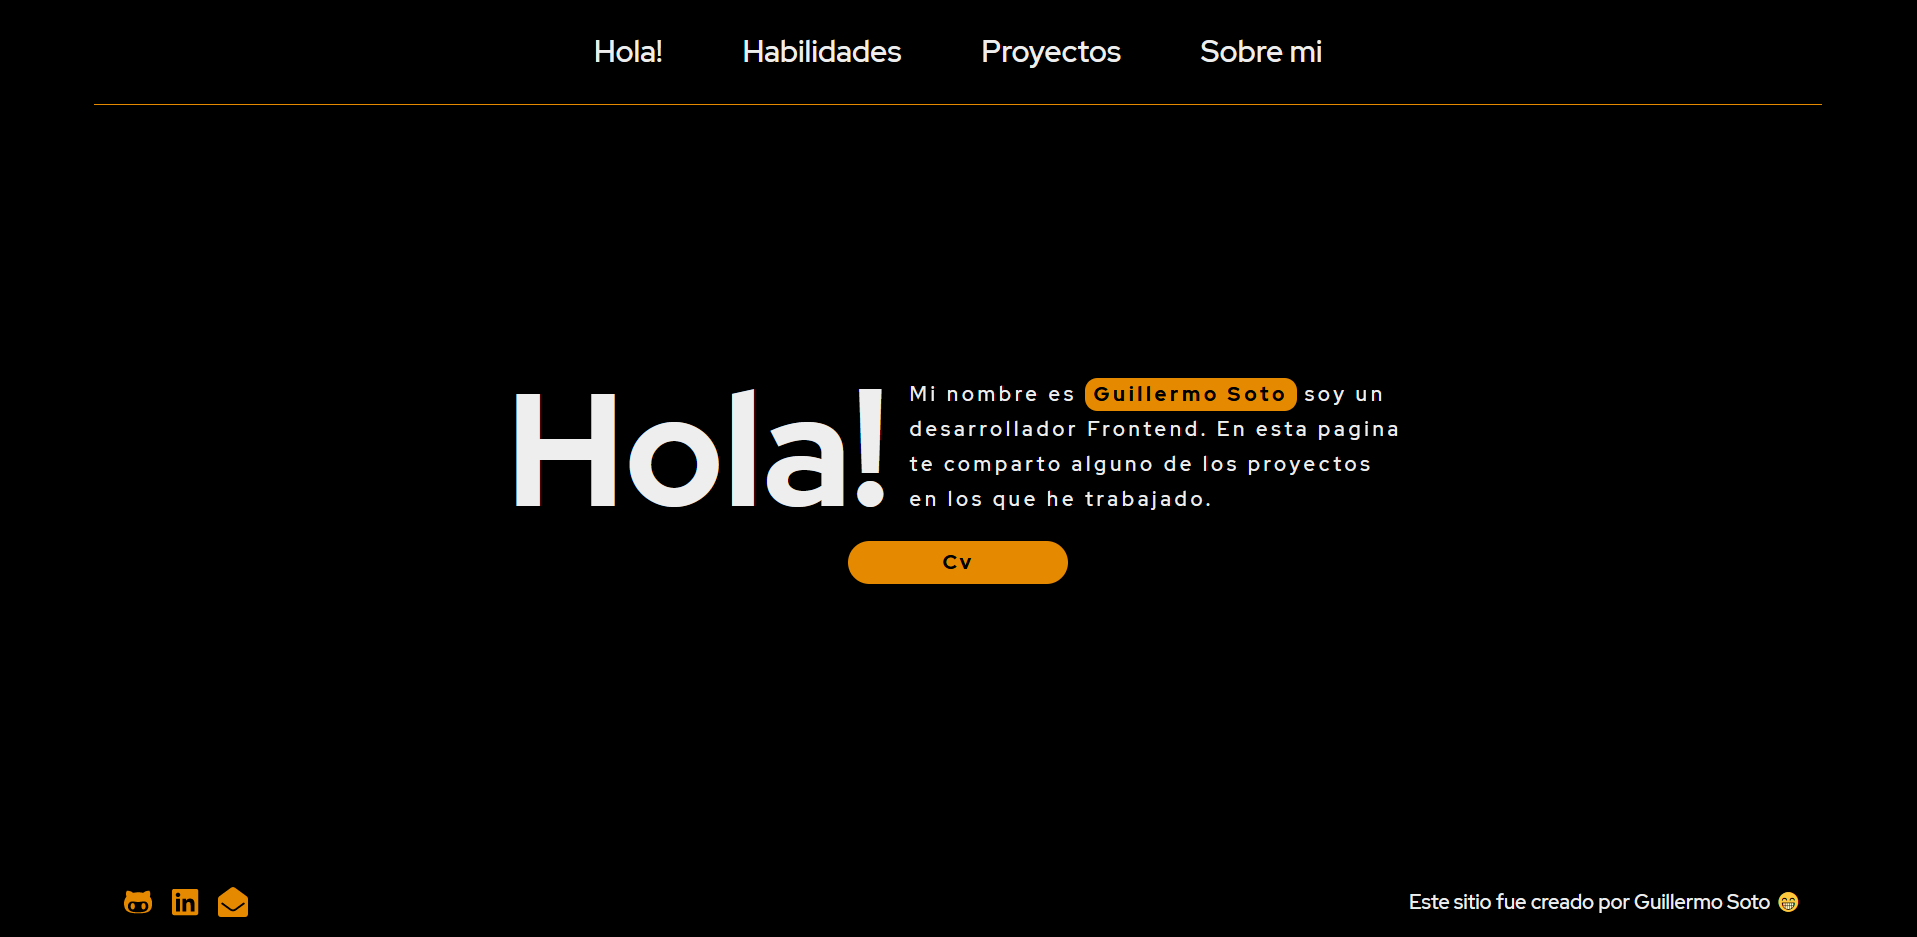 Hola! Habilidades Proyectos Sobre mi
Hola!
Mi nombre es Guillermo Soto soy un
desarrollador Frontend. En esta pagina
te comparto alguno de los proyectos
en los que he trabajado.
Cv
in
Este sitio fue creado por Guillermo Soto 😁